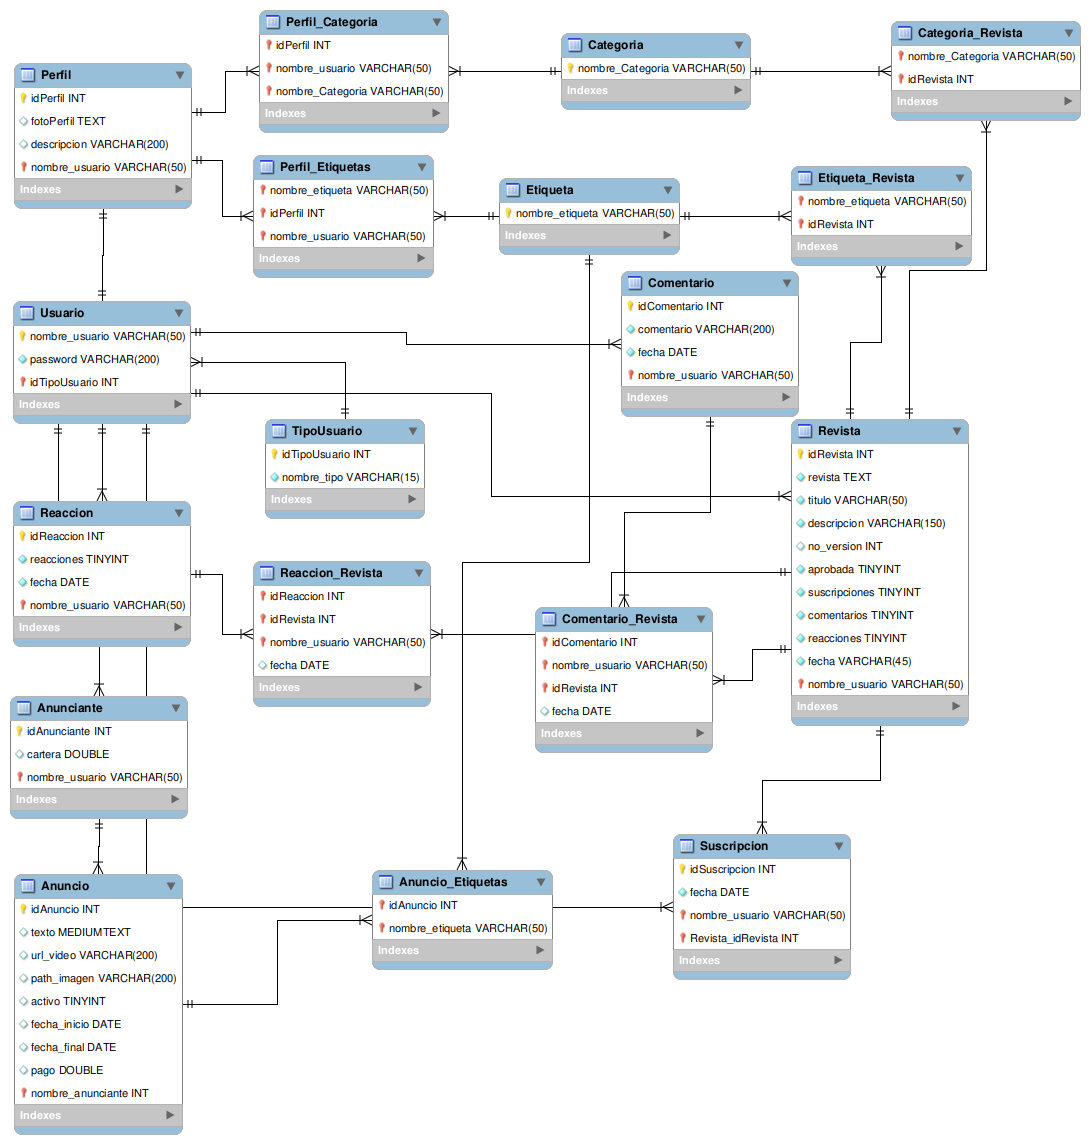 Perfil_Categoria
idPerfil INT
nombre_usuario VARCHAR(50)
nombre_Categoria VARCHAR(50)
Indexes
Categoria
nombre_Categoria VARCHAR(50)
Indexes
Categoria_Revista
nombre_Categoria VARCHAR(50)
idRevista INT
Indexes
Perfil
idPerfil INT
fotoPerfil TEXT
descripcion VARCHAR(200)
nombre_usuario VARCHAR(50)
Indexes
Perfil_Etiquetas
nombre_etiqueta VARCHAR(50)
idPerfil INT
nombre_usuario VARCHAR(50)
Indexes
Etiqueta
nombre_etiqueta VARCHAR(50)
Indexes
Etiqueta_Revista
nombre_etiqueta VARCHAR(50)
idRevista INT
Indexes
Comentario
idComentario INT
comentario VARCHAR(200)
fecha DATE
nombre_usuario VARCHAR(50)
Indexes
Usuario
nombre_usuario VARCHAR(50)
password VARCHAR(200)
idTipoUsuario INT
Indexes
TipoUsuario
idTipoUsuario INT
nombre_tipo VARCHAR(15)
Indexes
Revista
idRevista INT
revista TEXT
titulo VARCHAR(50)
descripcion VARCHAR(150)
no_version INT
aprobada TINYINT
suscripciones TINYINT
comentarios TINYINT
reacciones TINYINT
fecha VARCHAR(45)
nombre_usuario VARCHAR(50)
Indexes
Reaccion
idReaccion INT
reacciones TINYINT
fecha DATE
nombre_usuario VARCHAR(50)
Indexes
Reaccion_Revista
idReaccion INT
idRevista INT
nombre_usuario VARCHAR(50)
fecha DATE
Indexes
Comentario_Revista
idComentario INT
nombre_usuario VARCHAR(50)
idRevista INT
fecha DATE
Indexes
Anunciante
idAnunciante INT
cartera DOUBLE
nombre_usuario VARCHAR(50)
Indexes
Suscripcion
idSuscripcion INT
fecha DATE
nombre_usuario VARCHAR(50)
Revista_idRevista INT
Indexes
Anuncio_Etiquetas
idAnuncio INT
nombre_etiqueta VARCHAR(50)
Indexes
Anuncio
idAnuncio INT
texto MEDIUMTEXT
url_video VARCHAR(200)
path_imagen VARCHAR(200)
activo TINYINT
fecha_inicio DATE
fecha_final DATE
pago DOUBLE
nombre_anunciante INT
Indexes